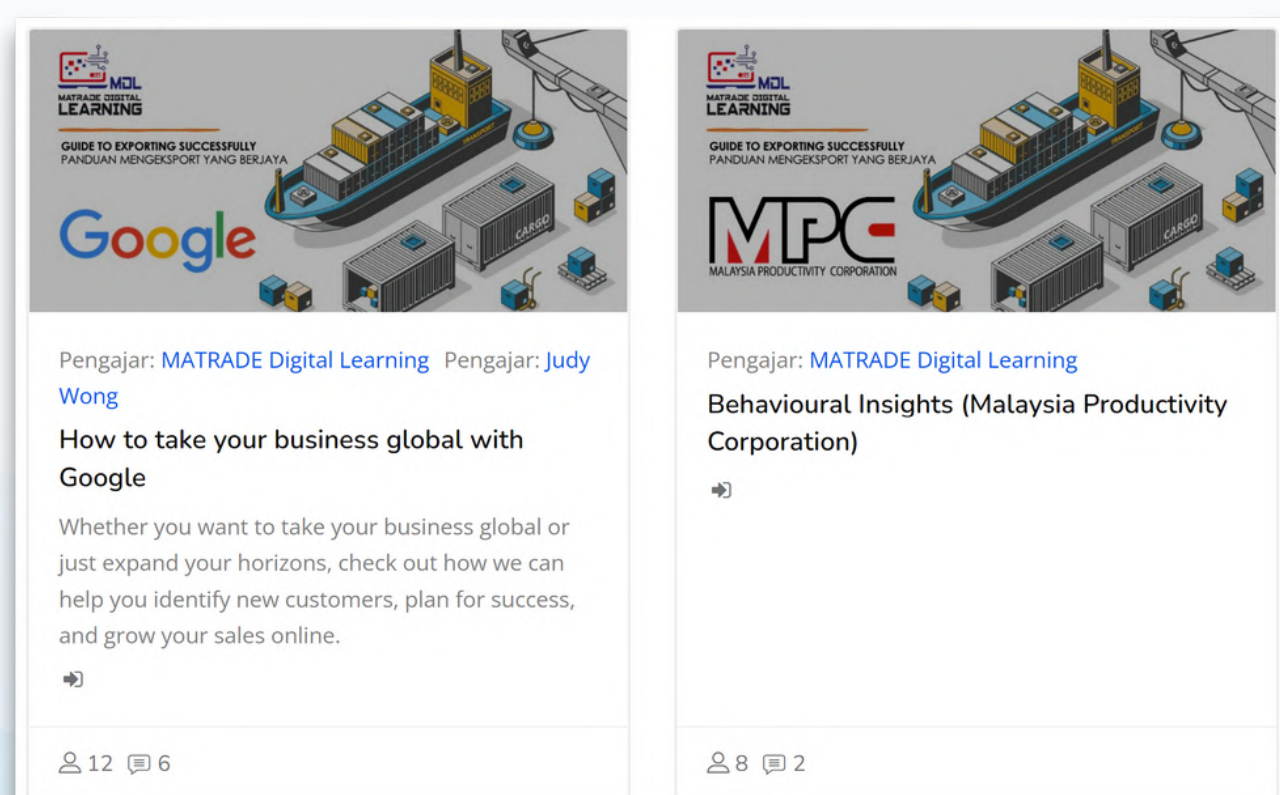 MDL
MATRADE DIGITAL
LEARNING
GUIDE TO EXPORTING SUCCESSFULLY
PANDUAN MENGEKSPORT YANG BERJAYA
TRANSPORT
CARGO
Google
Pengajar: MATRADE Digital Learning Pengajar: Judy
Wong
How to take your business global with
Google
Whether you want to take your business global or
just expand your horizons, check out how we can
help you identify new customers, plan for success,
and grow your sales online.
12 6
MDL
MATRADE DIGITAL
LEARNING
GUIDE TO EXPORTING SUCCESSFULLY
PANDUAN MENGEKSPORT YANG BERJAYA
TRANSPORT
CARGO
MPC
MALAYSIA PRODUCTIVITY CORPORATION
Pengajar: MATRADE Digital Learning
Behavioural Insights (Malaysia Productivity
Corporation)
8 2